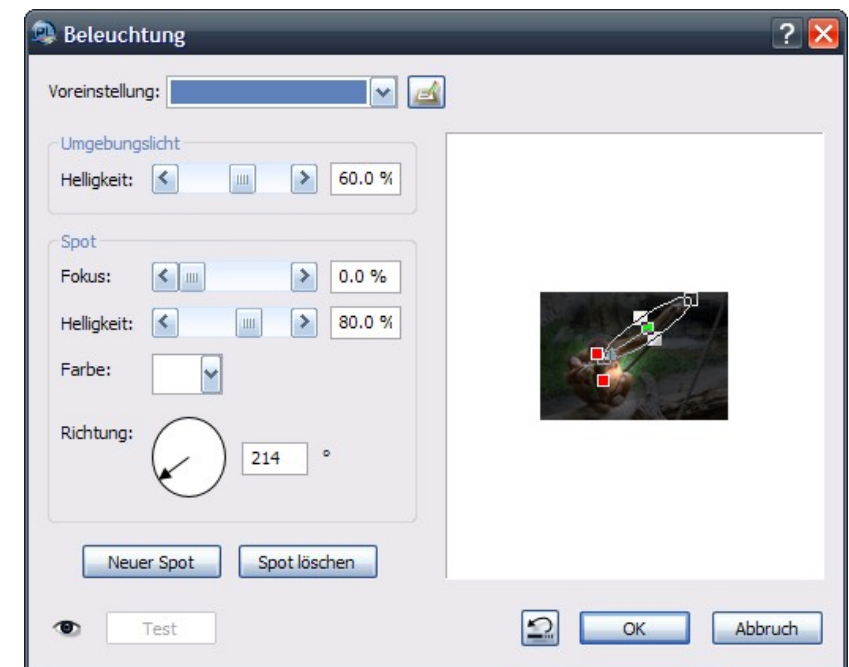 Beleuchtung
Voreinstellung:
Umgebungslicht
Helligkeit: 60.0 %
Spot
Fokus: 0.0 %
Helligkeit: 80.0 %
Farbe:
Richtung: 214 °
Neuer Spot Spot löschen
Test OK Abbruch